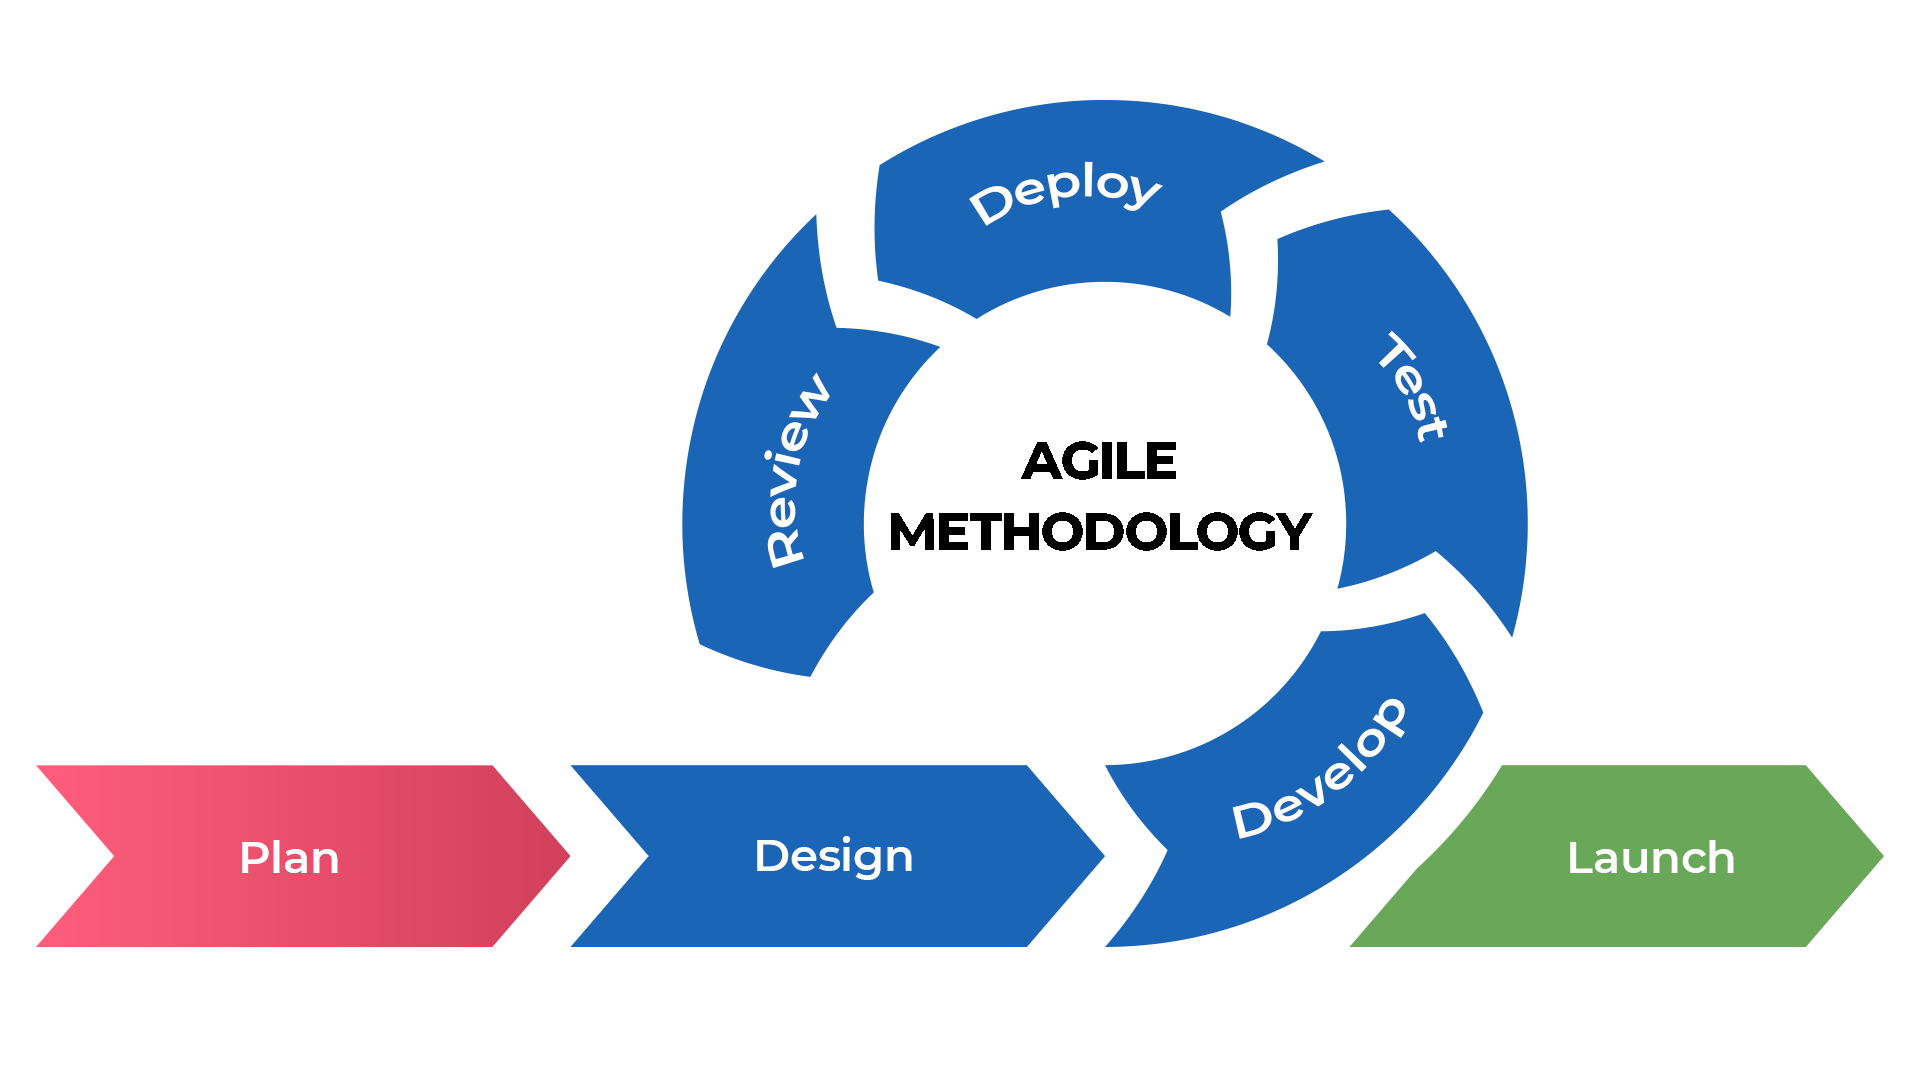 Deploy
Test
Review
AGILE
METHODOLOGY
Develop
Plan
Design
Launch